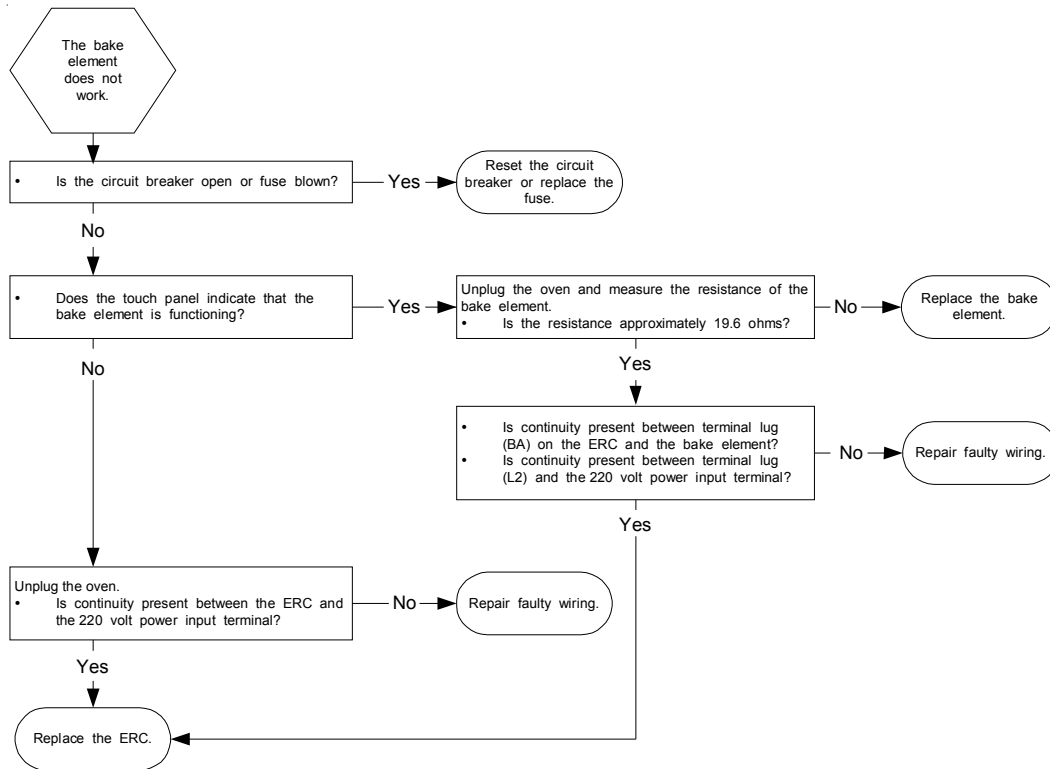 The bake
element
does not
work.
• Is the circuit breaker open or fuse blown?
Yes
Reset the circuit
breaker or replace the
fuse.
No
• Does the touch panel indicate that the
bake element is functioning?
Yes
Unplug the oven and measure the resistance of the
bake element.
• Is the resistance approximately 19.6 ohms?
No
Replace the bake
element.
No
Yes
• Is continuity present between terminal lug
(BA) on the ERC and the bake element?
• Is continuity present between terminal lug
(L2) and the 220 volt power input terminal?
No
Repair faulty wiring.
Yes
Unplug the oven.
• Is continuity present between the ERC and
the 220 volt power input terminal?
No
Repair faulty wiring.
Yes
Replace the ERC.